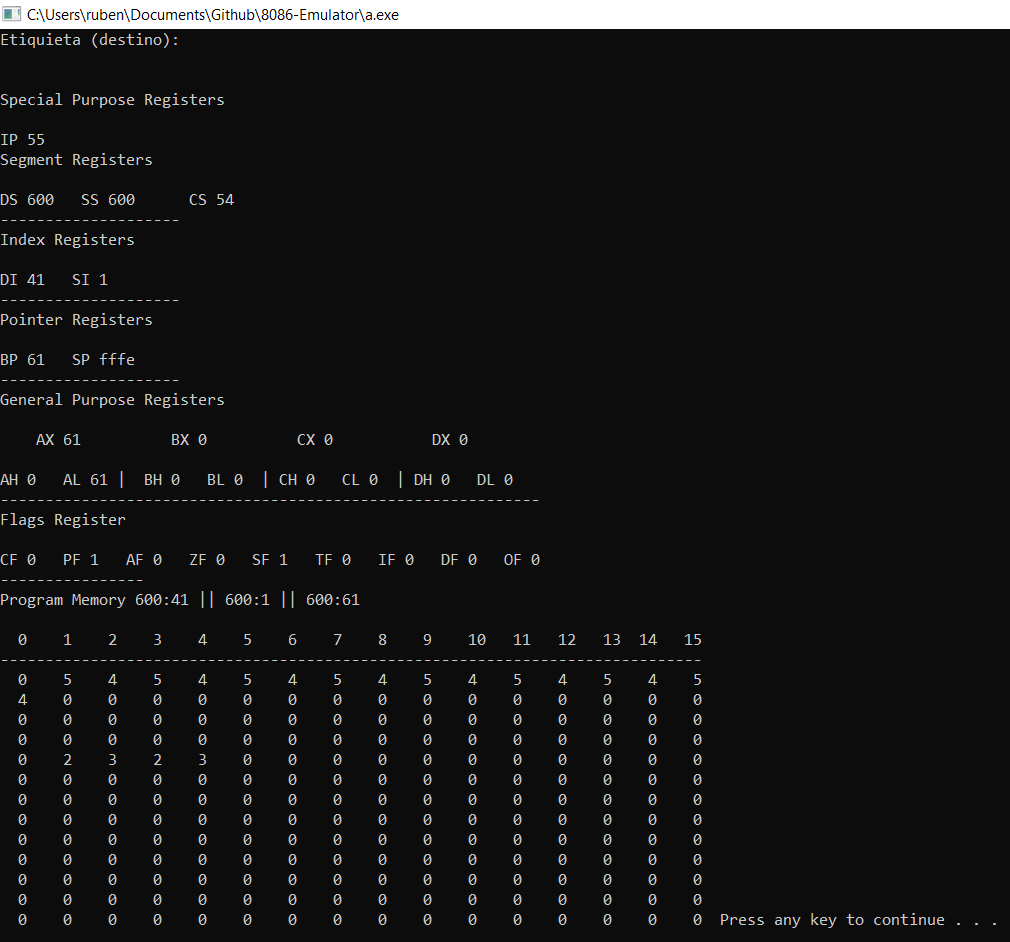 C:\Users\ruben\Documents\Github\8086-Emulator\a.exe
Etiquieta (destino):
Special Purpose Registers
IP 55
Segment Registers
DS 600   SS 600      CS 54
--------------------
Index Registers
DI 41   SI 1
--------------------
Pointer Registers
BP 61   SP fffe
--------------------
General Purpose Registers
    AX 61          BX 0          CX 0           DX 0
AH 0   AL 61 |  BH 0   BL 0  | CH 0   CL 0  | DH 0   DL 0
------------------------------------------------------------
Flags Register
CF 0   PF 1   AF 0   ZF 0   SF 1   TF 0   IF 0   DF 0   OF 0
----------------
Program Memory 600:41 || 600:1 || 600:61
  0    1    2    3    4    5    6    7    8    9    10   11   12   13  14   15
------------------------------------------------------------------------------
  0    5    4    5    4    5    4    5    4    5    4    5    4    5    4    5
  4    0    0    0    0    0    0    0    0    0    0    0    0    0    0    0
  0    0    0    0    0    0    0    0    0    0    0    0    0    0    0    0
  0    0    0    0    0    0    0    0    0    0    0    0    0    0    0    0
  0    2    3    2    3    0    0    0    0    0    0    0    0    0    0    0
  0    0    0    0    0    0    0    0    0    0    0    0    0    0    0    0
  0    0    0    0    0    0    0    0    0    0    0    0    0    0    0    0
  0    0    0    0    0    0    0    0    0    0    0    0    0    0    0    0
  0    0    0    0    0    0    0    0    0    0    0    0    0    0    0    0
  0    0    0    0    0    0    0    0    0    0    0    0    0    0    0    0
  0    0    0    0    0    0    0    0    0    0    0    0    0    0    0    0
  0    0    0    0    0    0    0    0    0    0    0    0    0    0    0    0
  0    0    0    0    0    0    0    0    0    0    0    0    0    0    0    0  Press any key to continue . . .